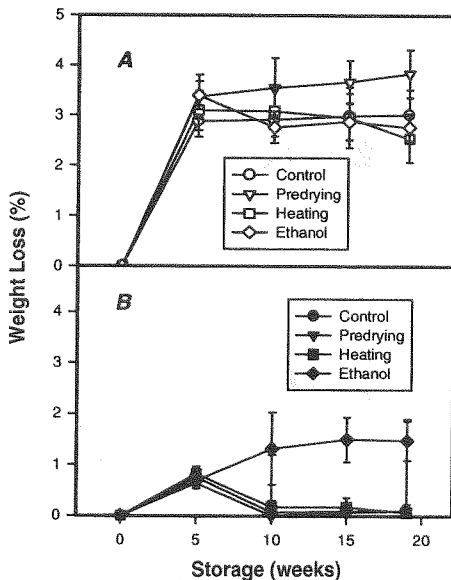 5
A
4
3
2
1
0
Control
Predrying
Heating
Ethanol
Weight Loss (%)
B
4
3
2
1
0
Control
Predrying
Heating
Ethanol
0 5 10 15 20
Storage (weeks)